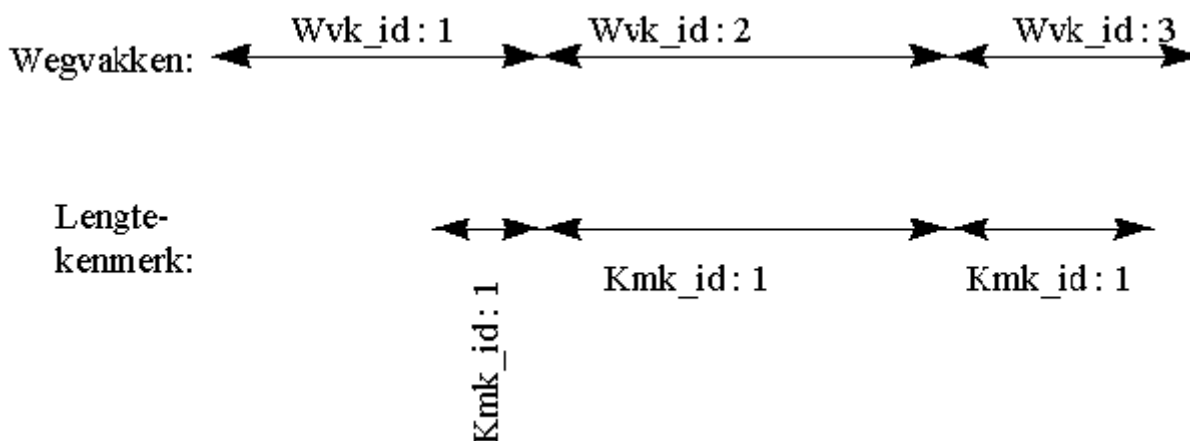 Wvk_id : 1
Wvk_id : 2
Wvk_id : 3
Wegvakken:
Lengte-
kenmerk:
Kmk_id : 1
Kmk_id : 1
Kmk_id : 1